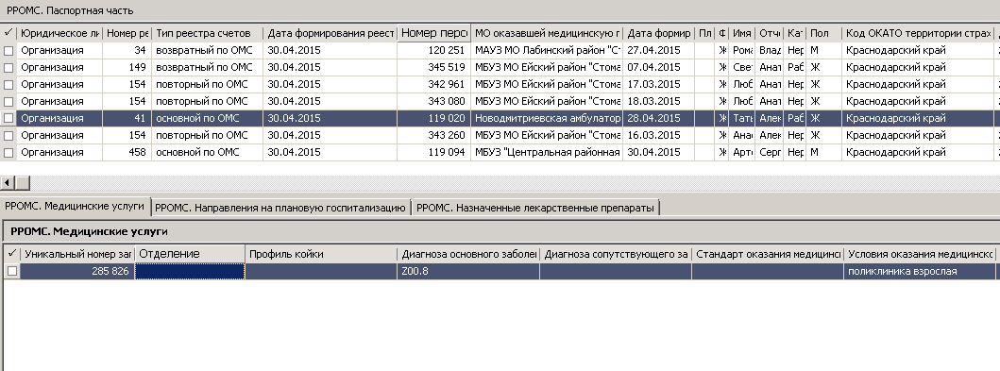 РРОМС. Паспортная часть
✓ Юридическое ли Номер ре Тип реестра счетов Дата формирования реест Номер персо МО оказавшей медицинскую п Дата формир Пл Ф Имя Отче Кат Пол Код ОКАТО территории страх
Организация 34 возвратный по ОМС 30.04.2015 120 251 МАУЗ МО Лабинский район "Ст 27.04.2015 Ж Рома Влад Нер М Краснодарский край
Организация 149 возвратный по ОМС 30.04.2015 345 519 МБУЗ МО Ейский район "Стома 07.04.2015 Ж Свет Анат Раб Ж Краснодарский край
Организация 154 повторный по ОМС 30.04.2015 342 961 МБУЗ МО Ейский район "Стома 17.03.2015 Ж Люб Анат Нер Ж Краснодарский край
Организация 154 повторный по ОМС 30.04.2015 343 080 МБУЗ МО Ейский район "Стома 18.03.2015 Ж Люб Анат Нер Ж Краснодарский край
Организация 41 основной по ОМС 30.04.2015 119 020 Новодмитриевская амбулатор 28.04.2015 Ж Тать Алек Раб Ж Краснодарский край
Организация 154 повторный по ОМС 30.04.2015 343 260 МБУЗ МО Ейский район "Стома 16.03.2015 Ж Анас Алек Нер Ж Краснодарский край
Организация 458 основной по ОМС 30.04.2015 119 094 МБУЗ "Центральная районная 30.04.2015 Ж Арте Серг Нер М Краснодарский край
РРОМС. Медицинские услуги РРОМС. Направления на плановую госпитализацию РРОМС. Назначенные лекарственные препараты
РРОМС. Медицинские услуги
✓ Уникальный номер зап Отделение Профиль койки Диагноза основного заболе Диагноза сопутствующего за Стандарт оказания медицинс Условия оказания медицинско
285 826 Z00.8 поликлиника взрослая